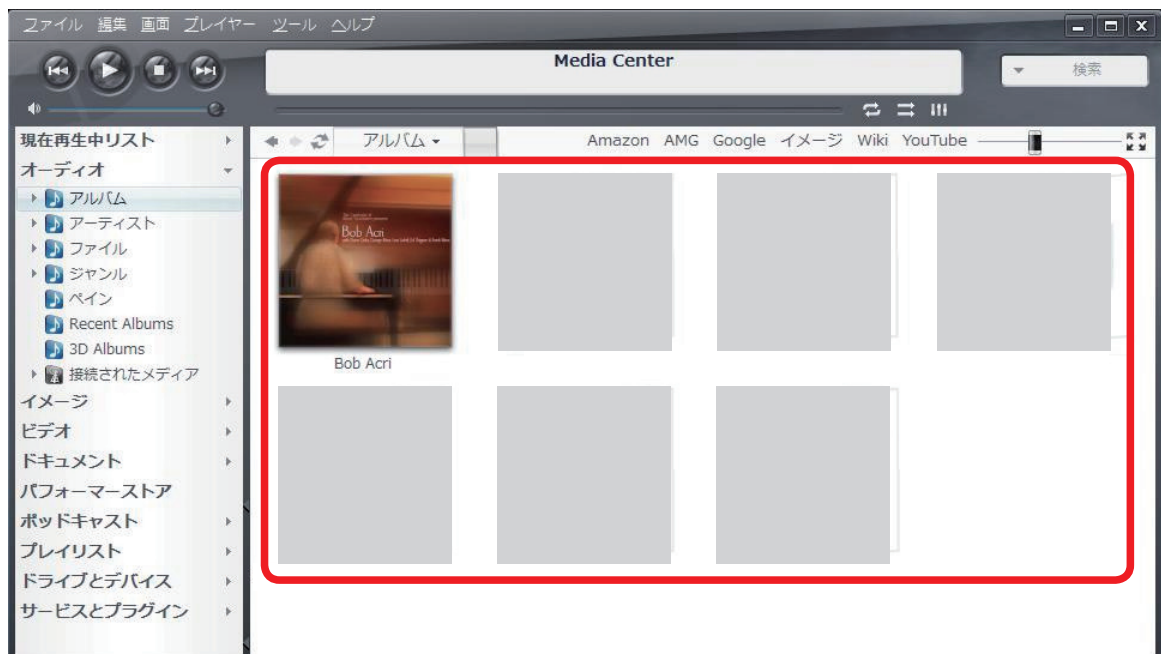 ファイル 編集 画面 プレイヤー ツール ヘルプ
Media Center
検索
現在再生中リスト
アルバム
Amazon AMG Google イメージ Wiki YouTube
オーディオ
アルバム
アーティスト
ファイル
ジャンル
ペイン
Recent Albums
3D Albums
接続されたメディア
イメージ
ビデオ
ドキュメント
パフォーマーストア
ポッドキャスト
プレイリスト
ドライブとデバイス
サービスとプラグイン
Bob Acri
Bob Acri